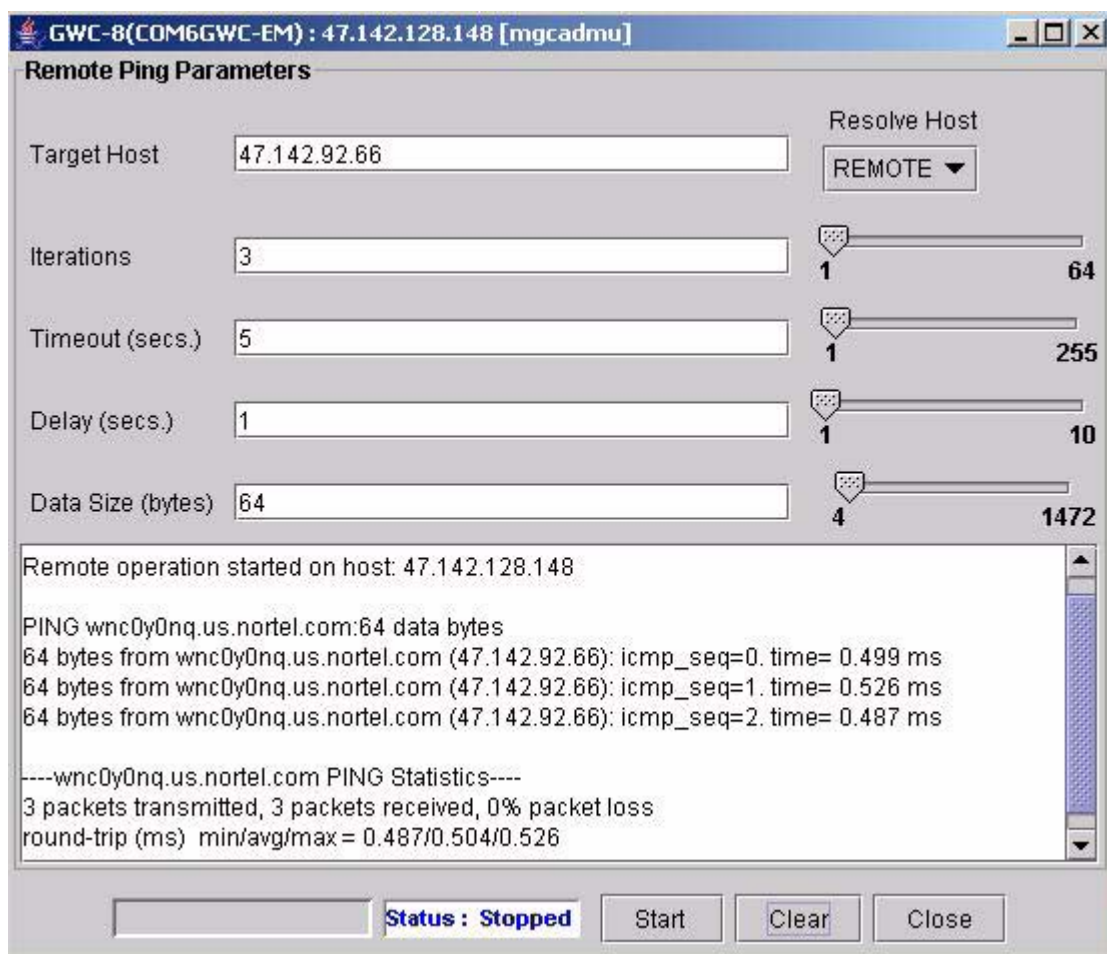 GWC-8(COM6GWC-EM) : 47.142.128.148 [mgcadmu]
Remote Ping Parameters
Resolve Host
Target Host 47.142.92.66 REMOTE
Iterations 3
1 64
Timeout (secs.) 5
1 255
Delay (secs.) 1
1 10
Data Size (bytes) 64
4 1472
Remote operation started on host: 47.142.128.148
PING wnc0y0nq.us.nortel.com:64 data bytes
64 bytes from wnc0y0nq.us.nortel.com (47.142.92.66): icmp_seq=0. time= 0.499 ms
64 bytes from wnc0y0nq.us.nortel.com (47.142.92.66): icmp_seq=1. time= 0.526 ms
64 bytes from wnc0y0nq.us.nortel.com (47.142.92.66): icmp_seq=2. time= 0.487 ms
----wnc0y0nq.us.nortel.com PING Statistics----
3 packets transmitted, 3 packets received, 0% packet loss
round-trip (ms)  min/avg/max = 0.487/0.504/0.526
Status : Stopped Start Clear Close